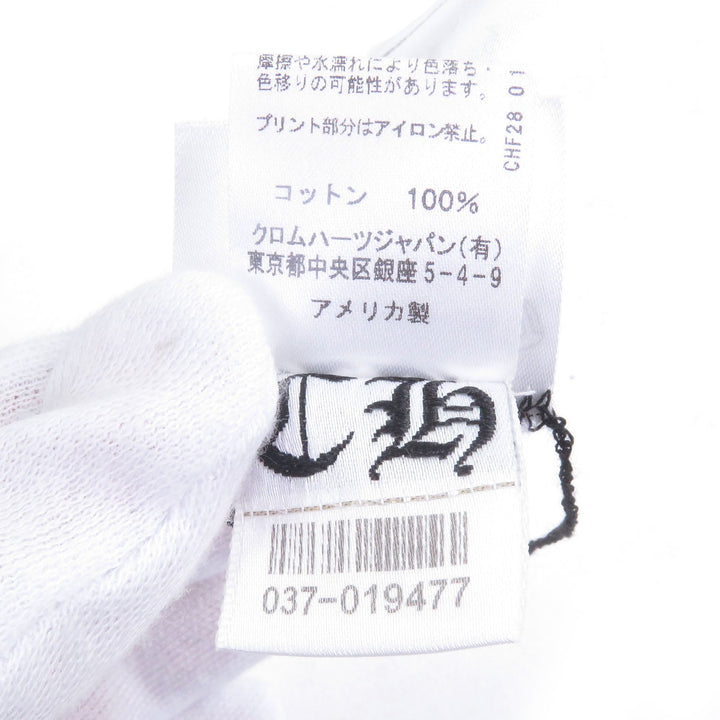 摩擦や水濡れにより色落ち・
色移りの可能性があります。
プリント部分はアイロン禁止。
CHF28 01
コットン 100%
クロムハーツジャパン(有)
東京都中央区銀座5-4-9
アメリカ製
037-019477